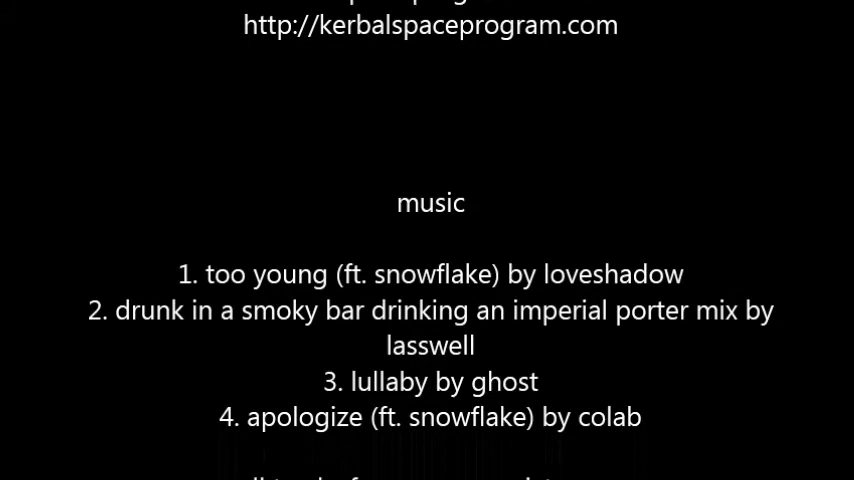 http://kerbalspaceprogram.com
music
1. too young (ft. snowflake) by loveshadow
2. drunk in a smoky bar drinking an imperial porter mix by
lasswell
3. lullaby by ghost
4. apologize (ft. snowflake) by colab